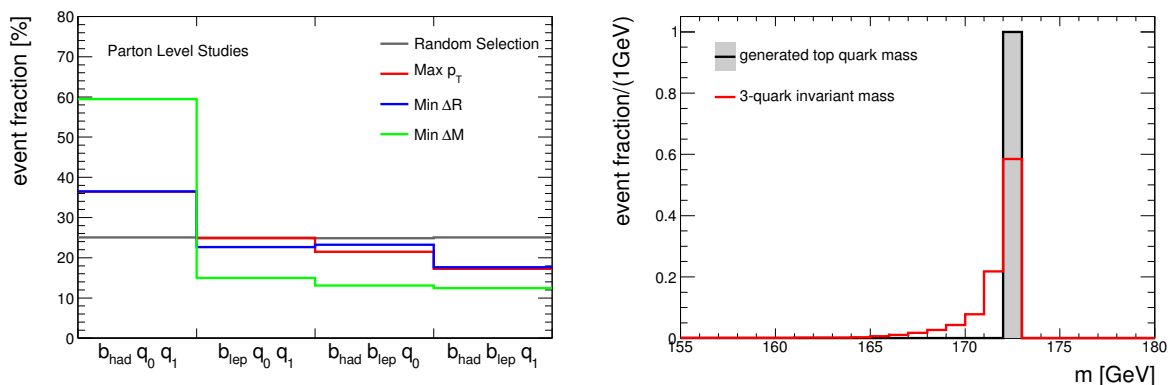 event fraction [%]
80
70
60
50
40
30
20
10
0
Parton Level Studies
Random Selection
Max p_T
Min ΔR
Min ΔM
b_had q_0 q_1
b_lep q_0 q_1
b_had b_lep q_0
b_had b_lep q_1
event fraction/(1GeV)
1
0.8
0.6
0.4
0.2
0
generated top quark mass
3-quark invariant mass
155 160 165 170 175 180
m [GeV]